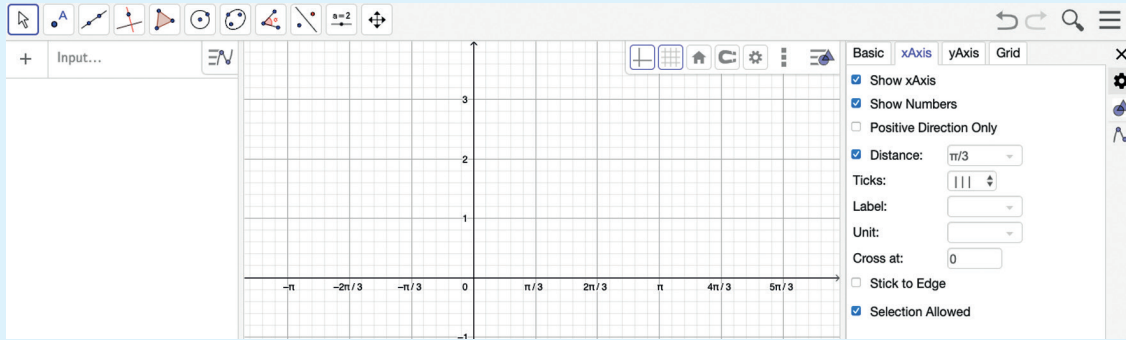 A
a=2
+ Input...
3
2
1
−π −2π / 3 −π / 3 0 π / 3 2π / 3 π 4π / 3 5π / 3
−1
Basic xAxis yAxis Grid
Show xAxis
Show Numbers
Positive Direction Only
Distance: π/3
Ticks: | | |
Label:
Unit:
Cross at: 0
Stick to Edge
Selection Allowed